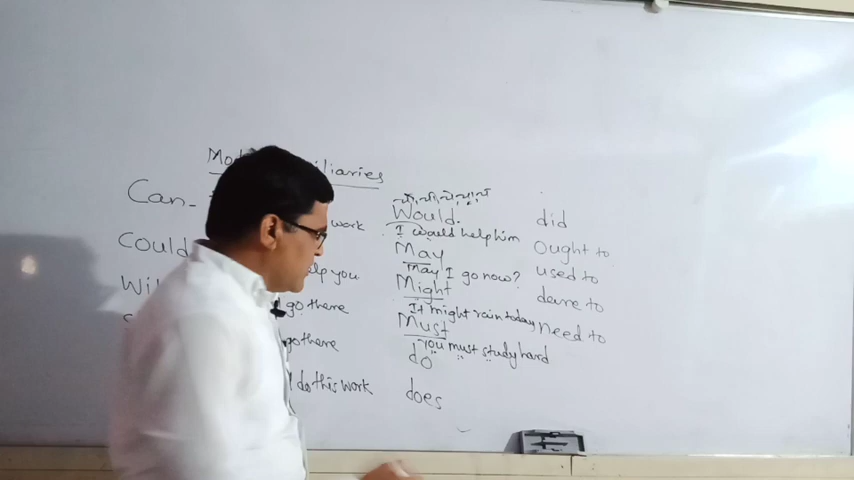 Mod iliaries
Can- work
Could elp you
Wil go there
go there
do this work
Would.
I would help him
May
May I go now?
Might
It might rain today
Must
you must study hard
do
does
did
Ought to
used to
dare to
Need to